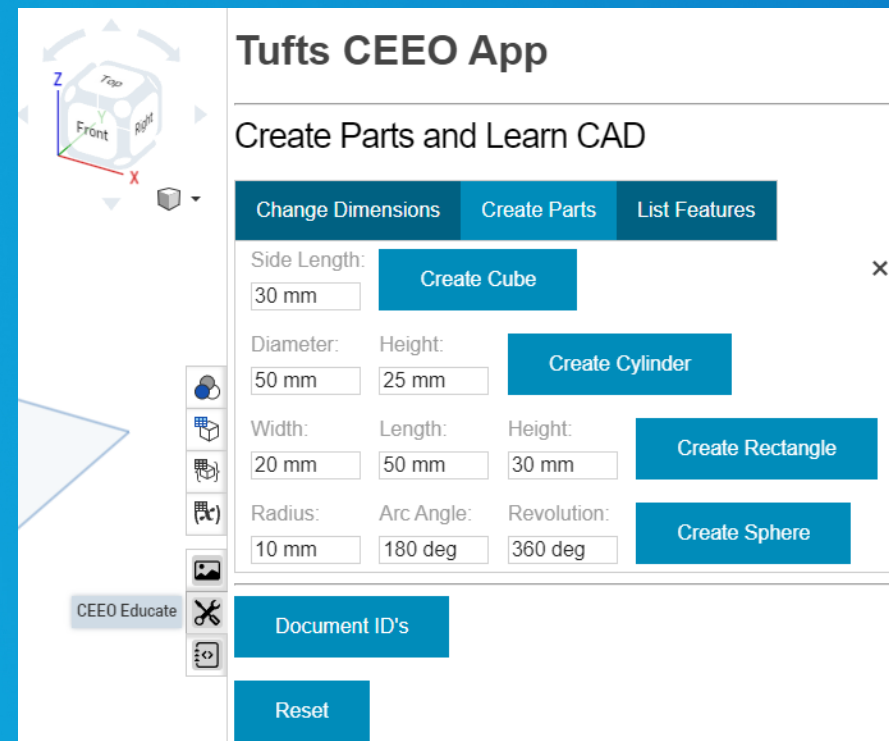 Tufts CEEO App
Create Parts and Learn CAD
Z
Top
Y
Front
Right
X
Change Dimensions Create Parts List Features
Side Length:
30 mm
Create Cube
Diameter: Height:
50 mm 25 mm
Create Cylinder
Width: Length: Height:
20 mm 50 mm 30 mm
Create Rectangle
(x)
Radius: Arc Angle: Revolution:
10 mm 180 deg 360 deg
Create Sphere
CEEO Educate
Document ID's
Reset